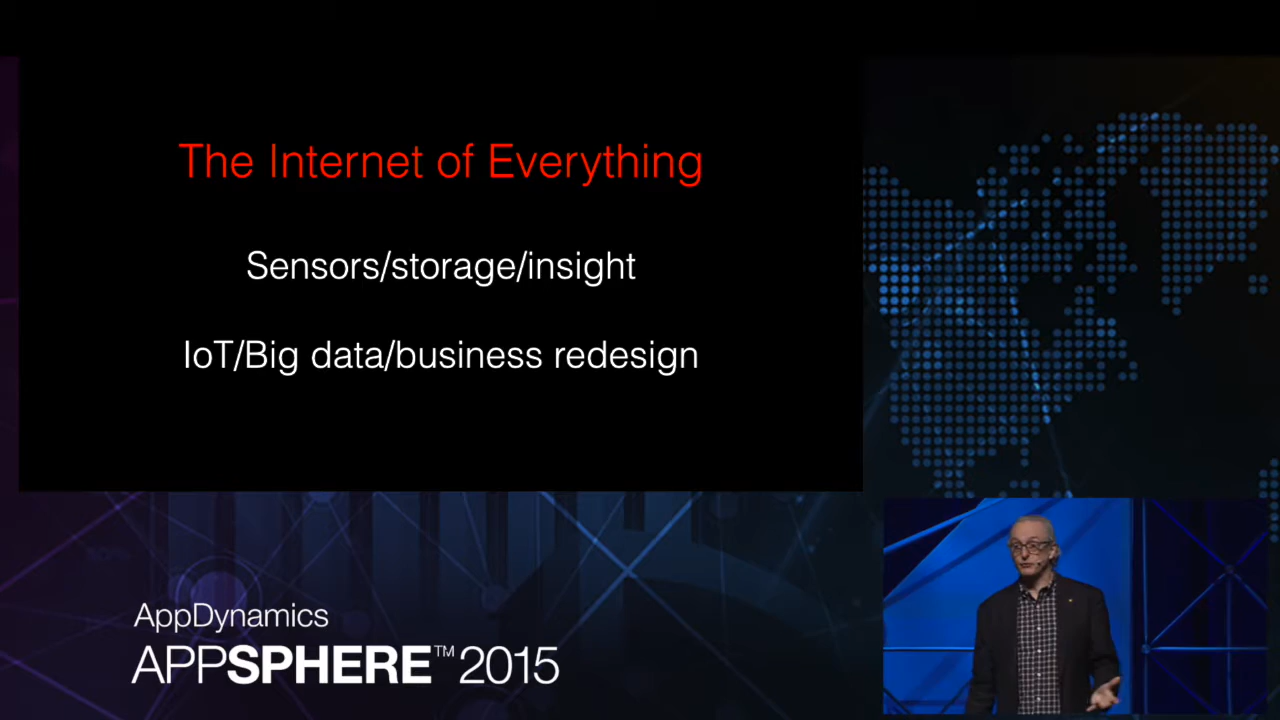 The Internet of Everything
Sensors/storage/insight
IoT/Big data/business redesign
AppDynamics
APPSPHERE™ 2015